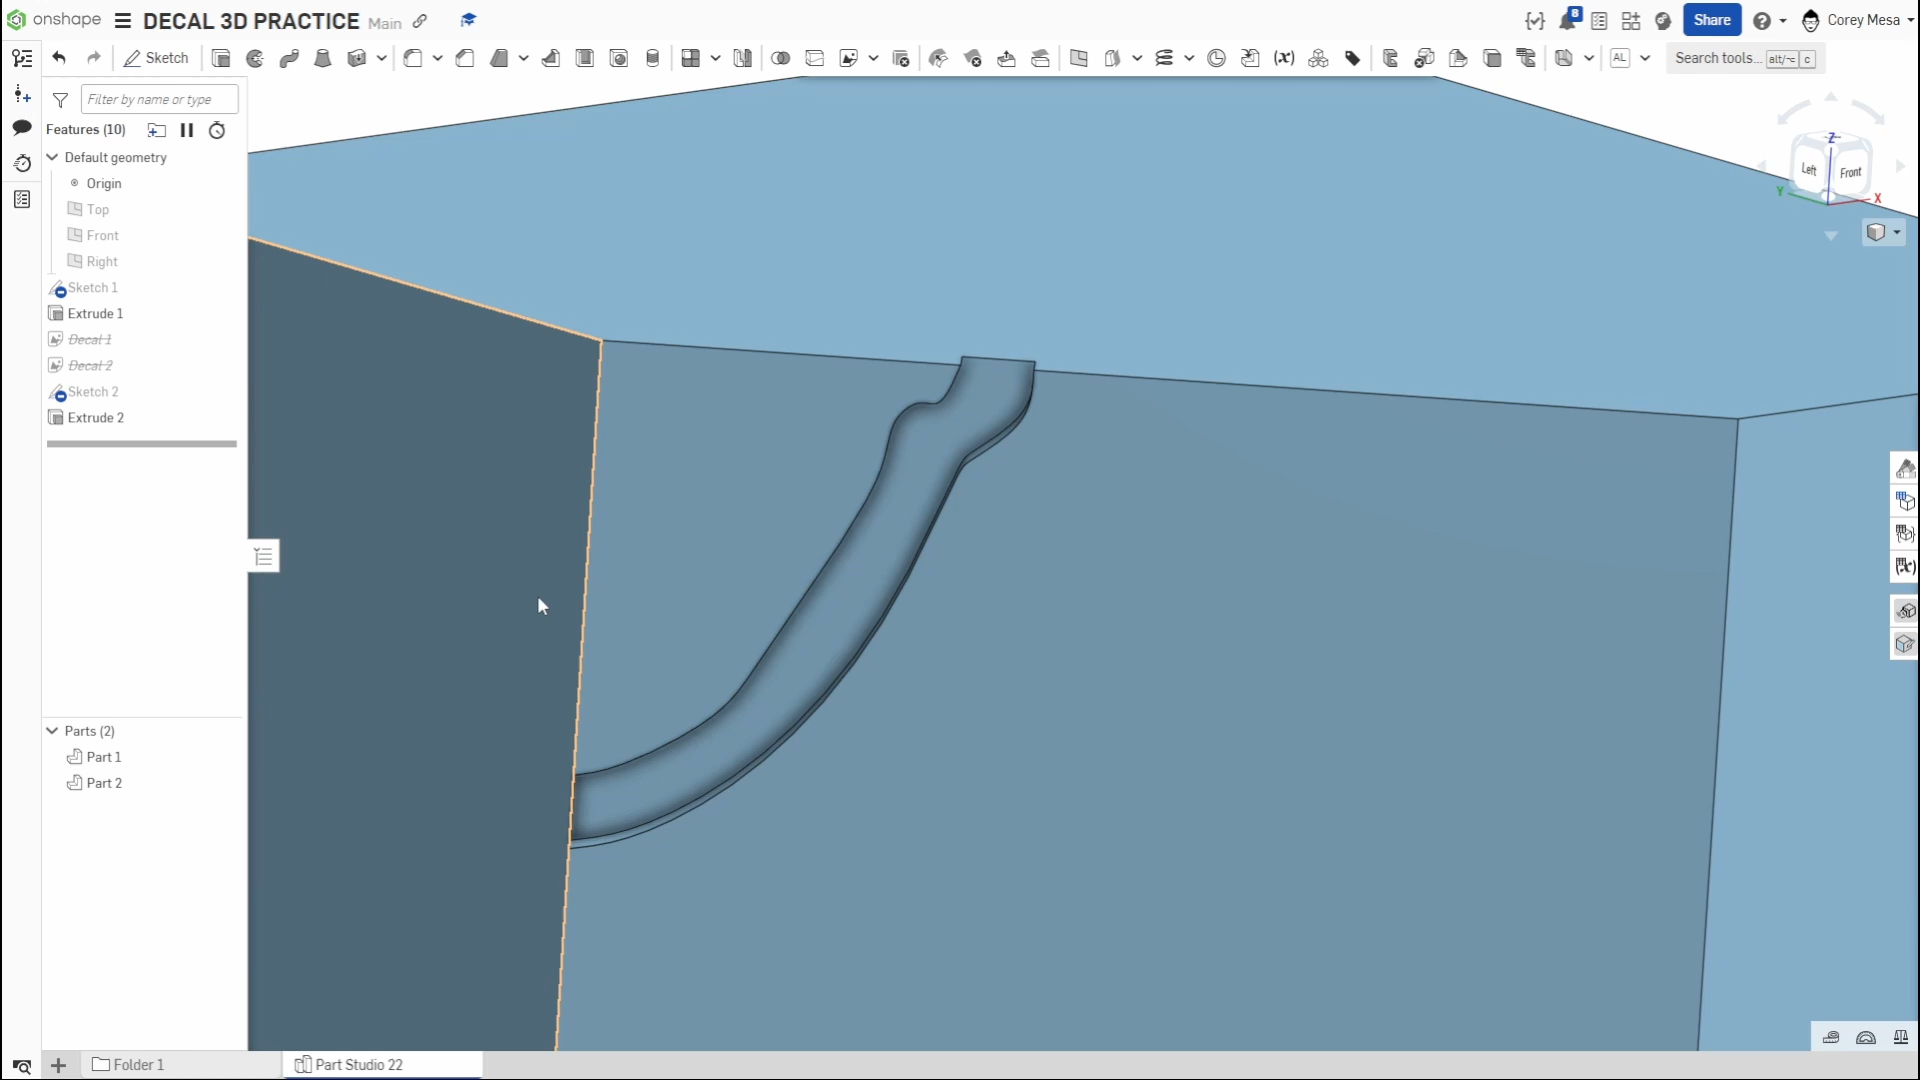 onshape DECAL 3D PRACTICE Main 8 Share Corey Mesa
Sketch (x) AL Search tools... alt/⌥ c
Filter by name or type
Features (10)
Default geometry
Origin
Top
Front
Right
Sketch 1
Extrude 1
Decal 1
Decal 2
Sketch 2
Extrude 2
Z
Left Front
Y X
(x)
Parts (2)
Part 1
Part 2
Folder 1 Part Studio 22